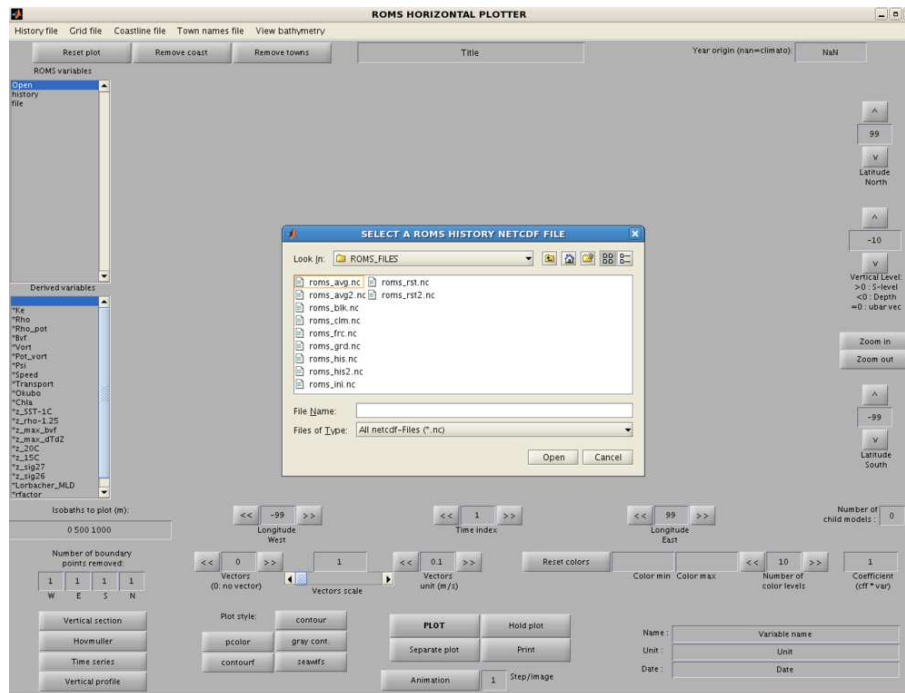 ROMS HORIZONTAL PLOTTER
History file Grid file Coastline file Town names file View bathymetry
Reset plot Remove coast Remove towns Title Year origin (nan=climato): NaN
ROMS variables
Open
history
file
^
99
v
Latitude
North
^
-10
v
Vertical Level:
>0 : S-level
<0 : Depth
=0 : ubar vec
Zoom in
Zoom out
^
-99
v
Latitude
South
SELECT A ROMS HISTORY NETCDF FILE
Look In: ROMS_FILES
roms_avg.nc roms_rst.nc
roms_avg2.nc roms_rst2.nc
roms_blk.nc
roms_clm.nc
roms_frc.nc
roms_grd.nc
roms_his.nc
roms_his2.nc
roms_ini.nc
File Name:
Files of Type: All netcdf-Files (*.nc)
Open Cancel
Derived variables
*Ke
*Rho
*Rho_pot
*Bvf
*Vort
*Pot_vort
*Psi
*Speed
*Transport
*Okubo
*Chla
*z_SST-1C
*z_rho-1.25
*z_max_bvf
*z_max_dTdZ
*z_20C
*z_15C
*z_sig27
*z_sig26
*Lorbacher_MLD
*rfactor
Isobaths to plot (m):
0 500 1000
<< -99 >>
Longitude
West
<< 1 >>
Time index
<< 99 >>
Longitude
East
Number of
child models : 0
Number of boundary
points removed:
1 1 1 1
W E S N
<< 0 >>
Vectors
(0: no vector)
1
Vectors scale
<< 0.1 >>
Vectors
unit (m/s)
Reset colors
Color min Color max
<< 10 >>
Number of
color levels
1
Coefficient
(cff * var)
Vertical section
Hovmuller
Time series
Vertical profile
Plot style: contour
pcolor gray cont.
contourf seawifs
PLOT Hold plot
Separate plot Print
Animation 1 Step/image
Name : Variable name
Unit : Unit
Date : Date